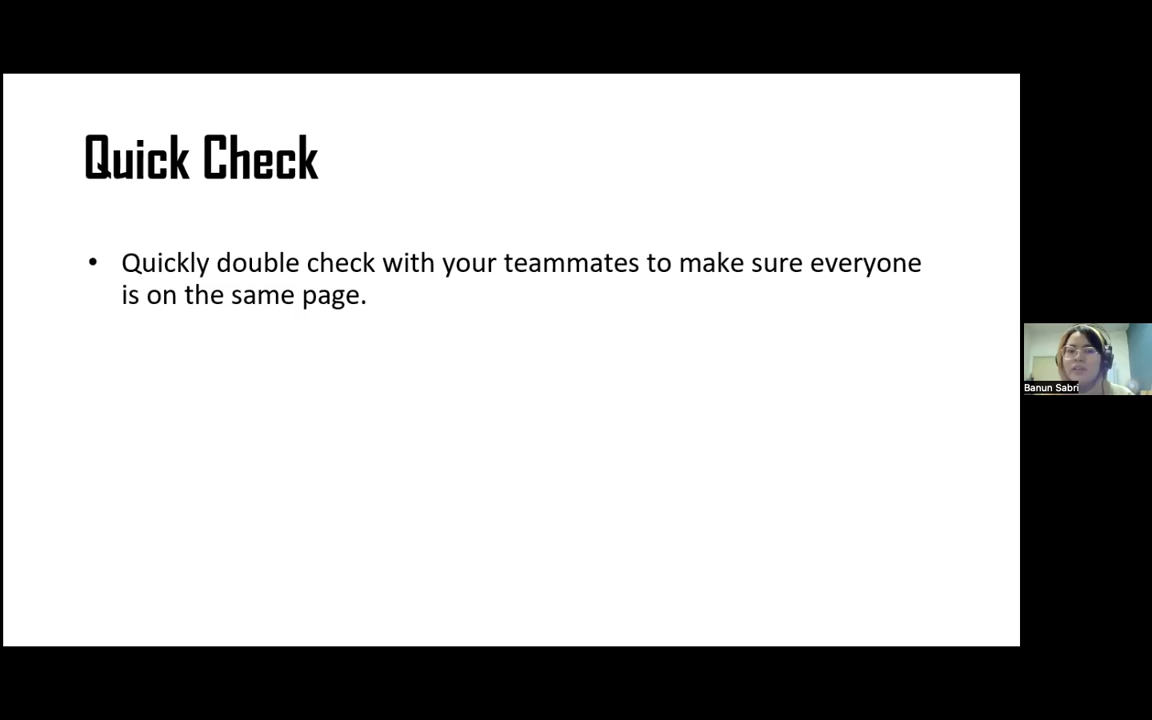 Quick Check
• Quickly double check with your teammates to make sure everyone
is on the same page.
Banun Sabri